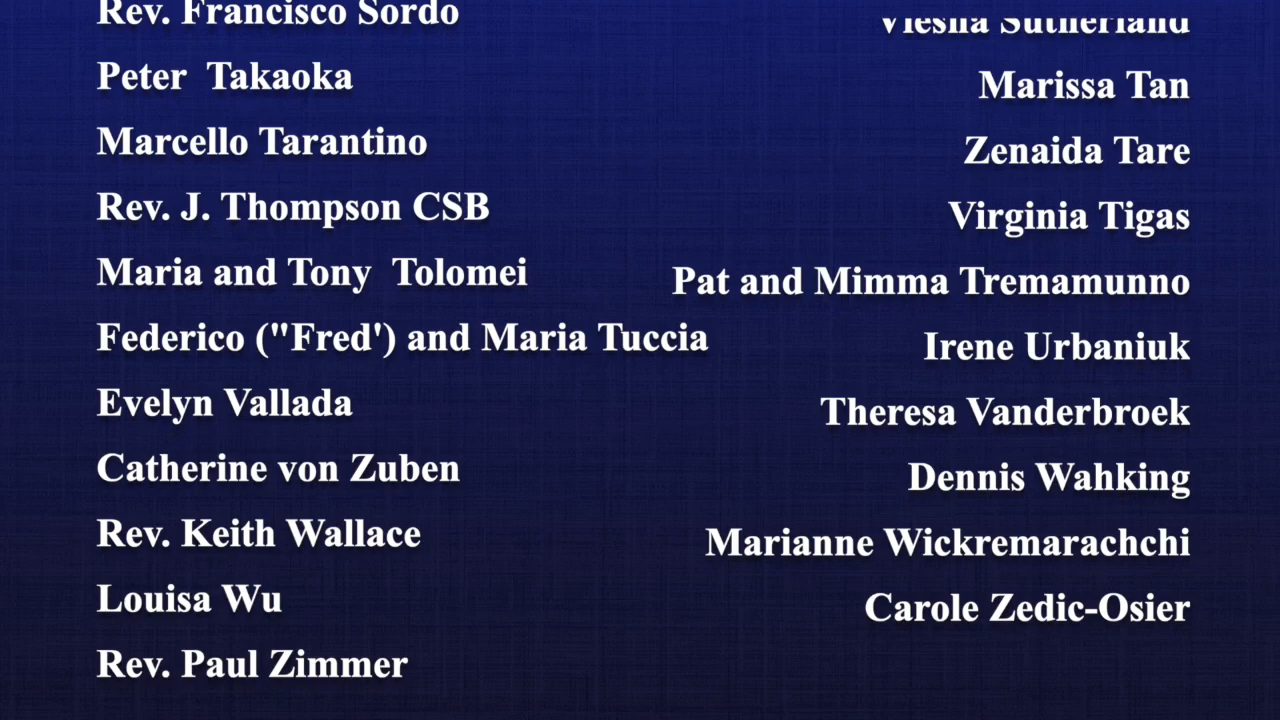 Rev. Francisco Sordo
Sutherland
Peter Takaoka
Marissa Tan
Marcello Tarantino
Zenaida Tare
Rev. J. Thompson CSB
Virginia Tigas
Maria and Tony Tolomei
Pat and Mimma Tremamunno
Federico ("Fred') and Maria Tuccia
Irene Urbaniuk
Evelyn Vallada
Theresa Vanderbroek
Catherine von Zuben
Dennis Wahking
Rev. Keith Wallace
Marianne Wickremarachchi
Louisa Wu
Carole Zedic-Osier
Rev. Paul Zimmer